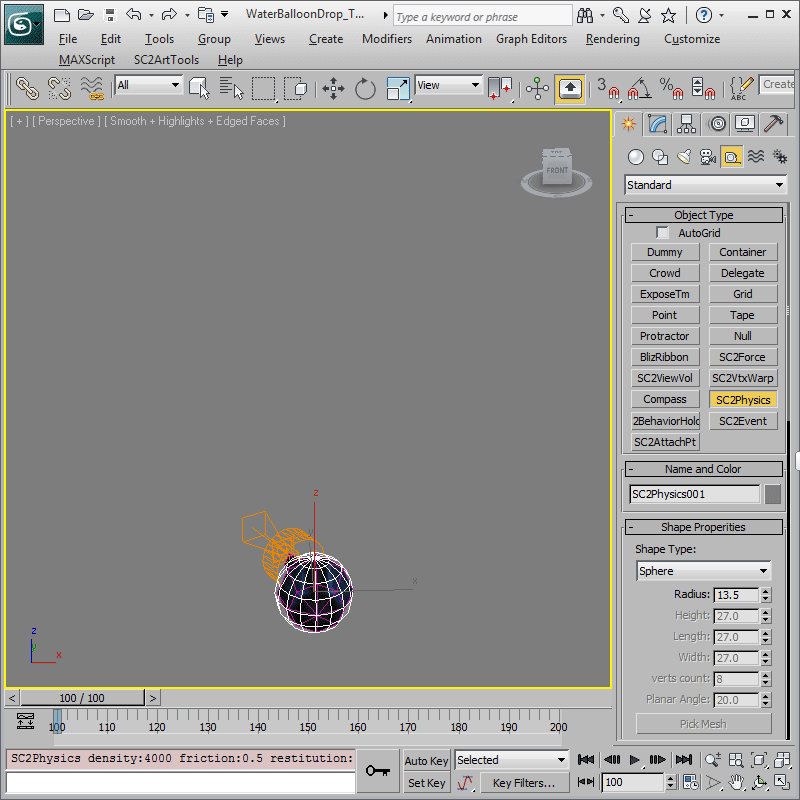 WaterBalloonDrop_T...
Type a keyword or phrase
File Edit Tools Group Views Create Modifiers Animation Graph Editors Rendering Customize
MAXScript SC2ArtTools Help
All
View
3
%
ABC
Create
[ + ] [ Perspective ] [ Smooth + Highlights + Edged Faces ]
FRONT
Standard
- Object Type
AutoGrid
Dummy Container
Crowd Delegate
ExposeTm Grid
Point Tape
Protractor Null
BlizRibbon SC2Force
SC2ViewVol SC2VtxWarp
Compass SC2Physics
2BehaviorHold SC2Event
SC2AttachPt
- Name and Color
SC2Physics001
- Shape Properties
Shape Type:
Sphere
Radius: 13.5
Height: 27.0
Length: 27.0
Width: 27.0
verts count: 8
Planar Angle: 20.0
Pick Mesh
z
y
x
z
y
x
< 100 / 100 >
100 110 120 130 140 150 160 170 180 190 200
SC2Physics density:4000 friction:0.5 restitution:
Auto Key Selected
Set Key Key Filters...
100